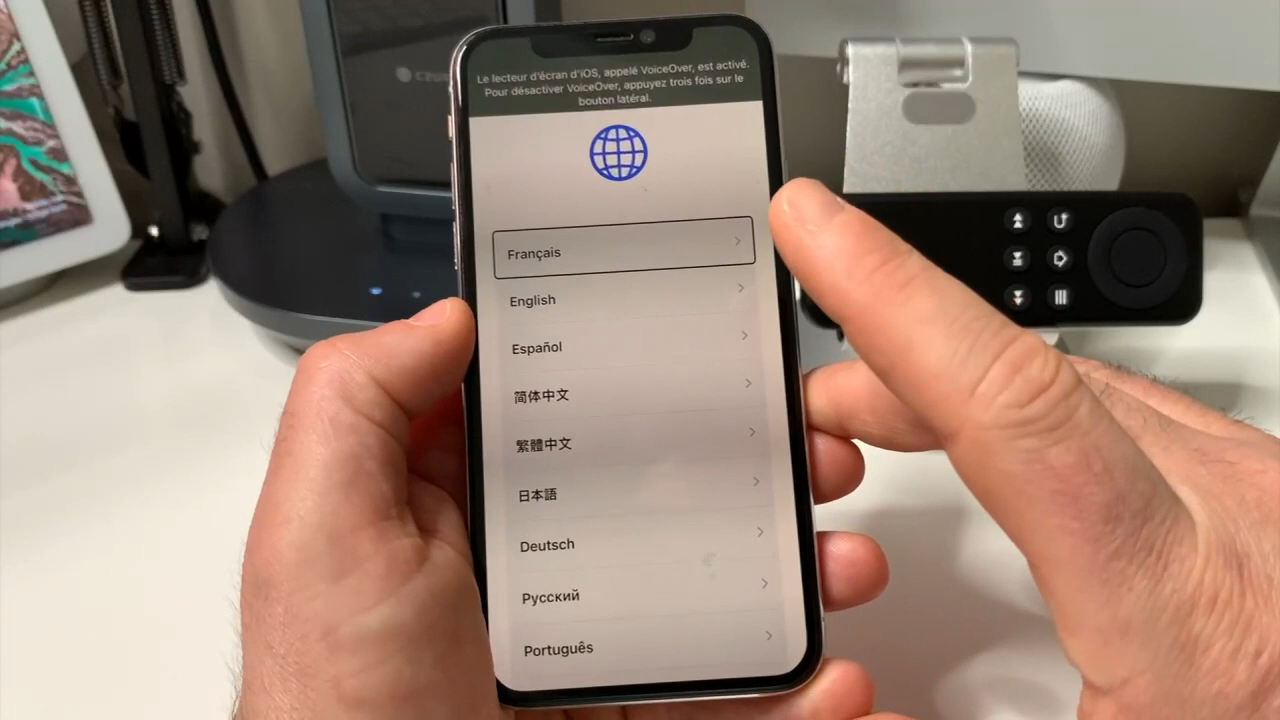 Le lecteur d'écran d'iOS, appelé VoiceOver, est activé.
Pour désactiver VoiceOver, appuyez trois fois sur le
bouton latéral.
Français
English
Español
简体中文
繁體中文
日本語
Deutsch
Русский
Português